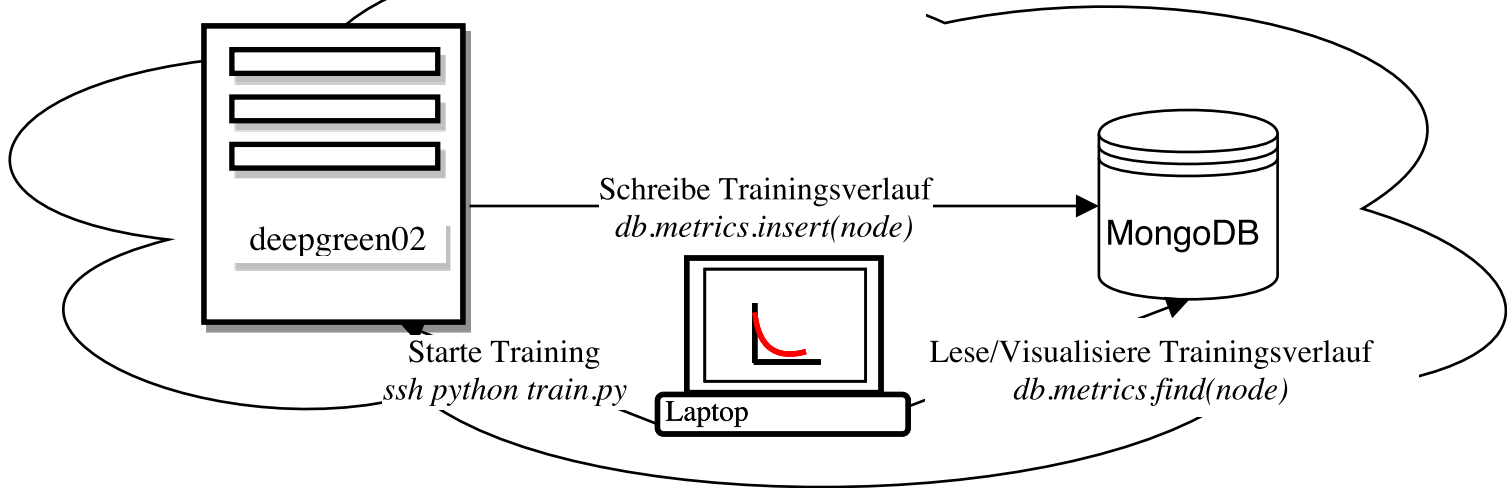 Schreibe Trainingsverlauf
db.metrics.insert(node)
deepgreen02
MongoDB
Starte Training
ssh python train.py
Lese/Visualisiere Trainingsverlauf
db.metrics.find(node)
Laptop